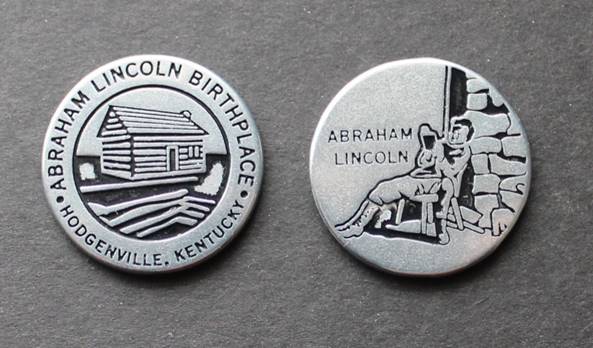 ABRAHAM LINCOLN BIRTHPLACE
• HODGENVILLE, KENTUCKY •
ABRAHAM
LINCOLN